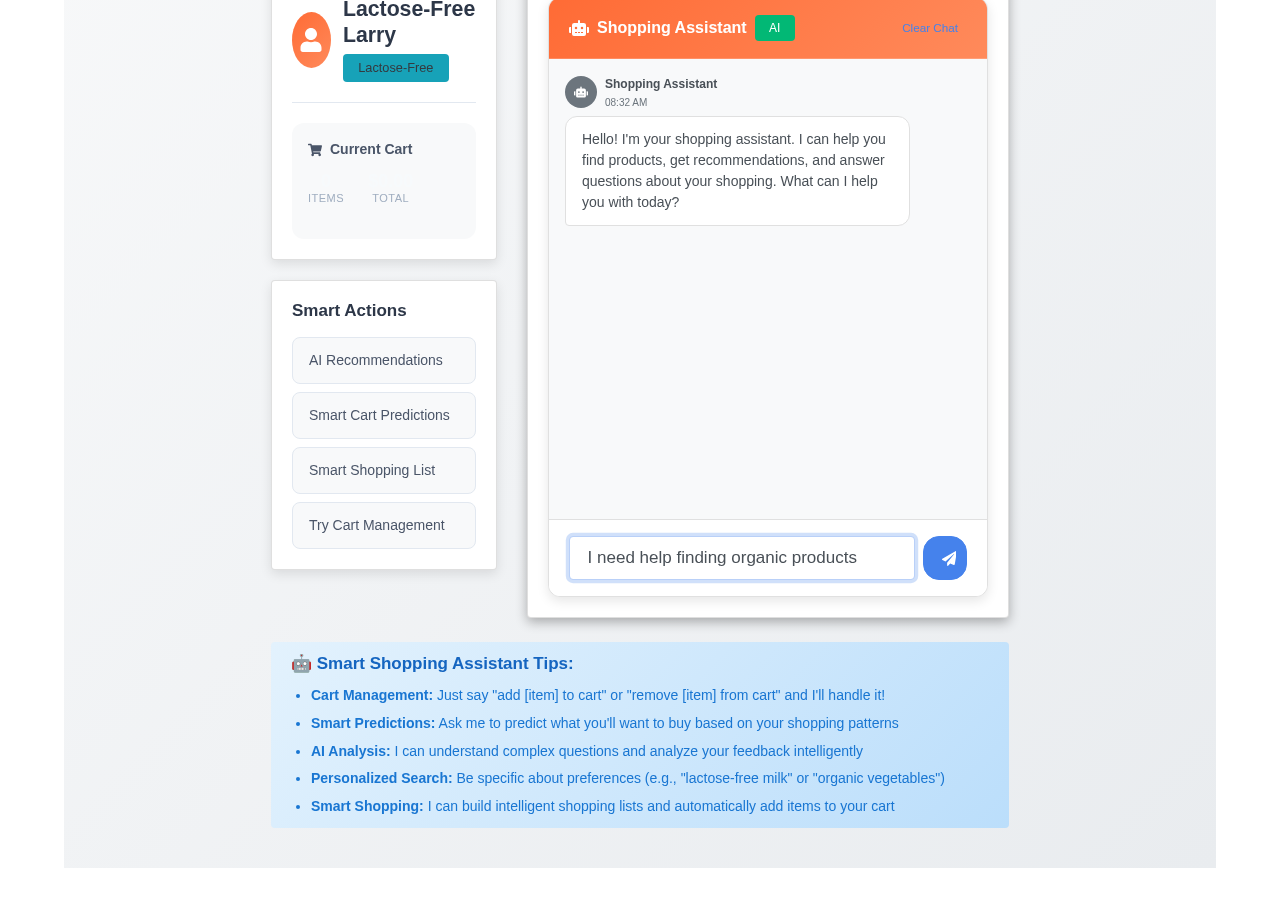 Lactose-Free
Larry
Lactose-Free
Current Cart
ITEMS TOTAL
Smart Actions
AI Recommendations
Smart Cart Predictions
Smart Shopping List
Try Cart Management
Shopping Assistant AI Clear Chat
Shopping Assistant
08:32 AM
Hello! I'm your shopping assistant. I can help you
find products, get recommendations, and answer
questions about your shopping. What can I help
you with today?
I need help finding organic products
🤖 Smart Shopping Assistant Tips:
• Cart Management: Just say "add [item] to cart" or "remove [item] from cart" and I'll handle it!
• Smart Predictions: Ask me to predict what you'll want to buy based on your shopping patterns
• AI Analysis: I can understand complex questions and analyze your feedback intelligently
• Personalized Search: Be specific about preferences (e.g., "lactose-free milk" or "organic vegetables")
• Smart Shopping: I can build intelligent shopping lists and automatically add items to your cart